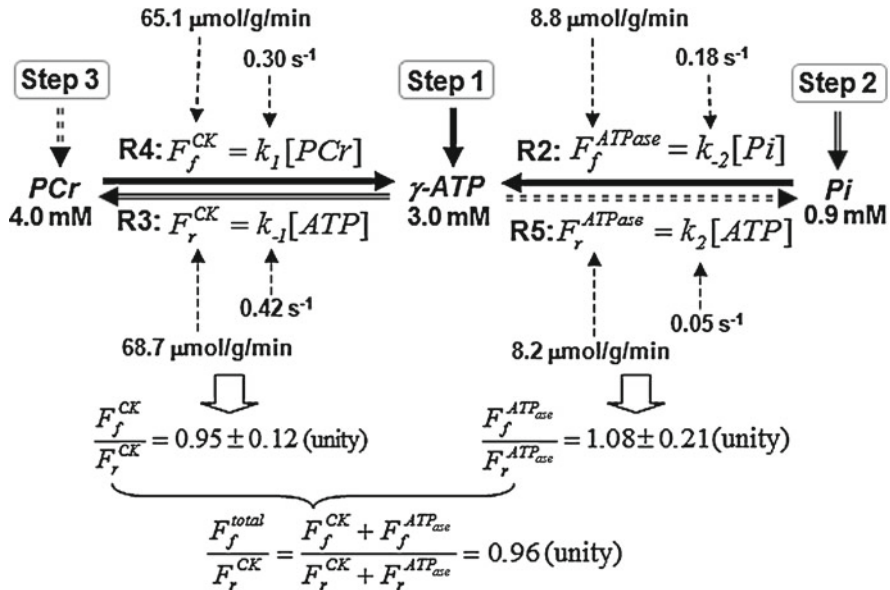 65.1 μmol/g/min 8.8 μmol/g/min
0.30 s⁻¹ 0.18 s⁻¹
Step 3 Step 1 Step 2
R4: F_f^{CK} = k_1[PCr] R2: F_f^{ATPase} = k_{-2}[Pi]
PCr γ-ATP Pi
4.0 mM 3.0 mM 0.9 mM
R3: F_r^{CK} = k_{-1}[ATP] R5: F_r^{ATPase} = k_2[ATP]
0.42 s⁻¹ 0.05 s⁻¹
68.7 μmol/g/min 8.2 μmol/g/min
F_f^{CK} / F_r^{CK} = 0.95 ± 0.12 (unity) F_f^{ATPase} / F_r^{ATPase} = 1.08 ± 0.21 (unity)
F_f^{total} / F_r^{CK} = (F_f^{CK} + F_f^{ATPase}) / (F_r^{CK} + F_r^{ATPase}) = 0.96 (unity)